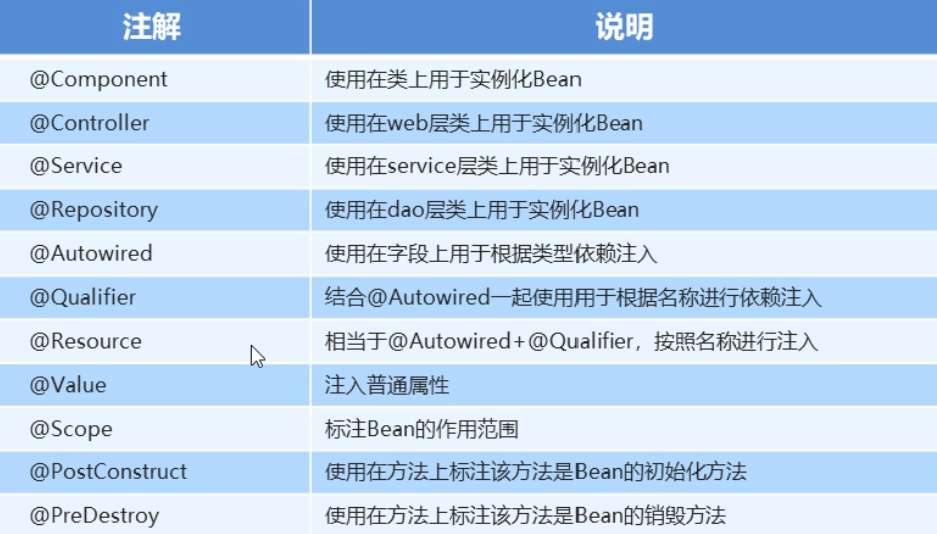 注解 说明
@Component 使用在类上用于实例化Bean
@Controller 使用在web层类上用于实例化Bean
@Service 使用在service层类上用于实例化Bean
@Repository 使用在dao层类上用于实例化Bean
@Autowired 使用在字段上用于根据类型依赖注入
@Qualifier 结合@Autowired一起使用用于根据名称进行依赖注入
@Resource 相当于@Autowired+@Qualifier，按照名称进行注入
@Value 注入普通属性
@Scope 标注Bean的作用范围
@PostConstruct 使用在方法上标注该方法是Bean的初始化方法
@PreDestroy 使用在方法上标注该方法是Bean的销毁方法